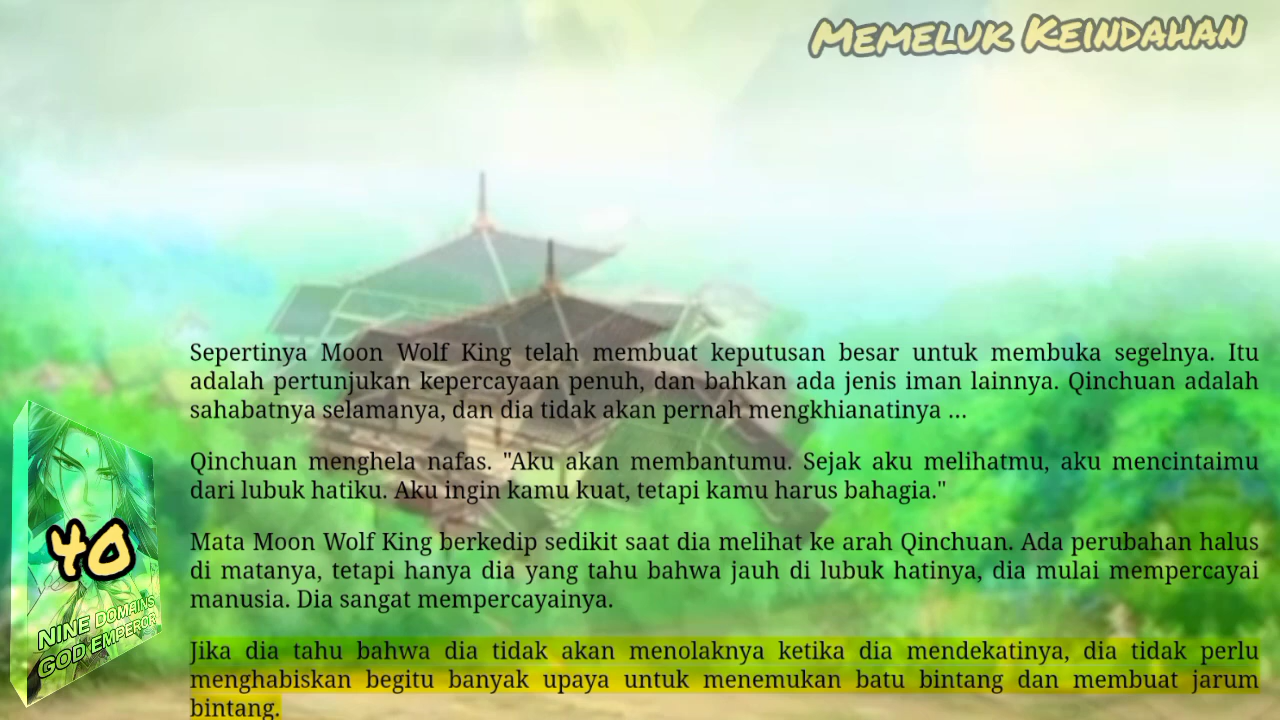 Memeluk Keindahan
Sepertinya Moon Wolf King telah membuat keputusan besar untuk membuka segelnya. Itu
adalah pertunjukan kepercayaan penuh, dan bahkan ada jenis iman lainnya. Qinchuan adalah
sahabatnya selamanya, dan dia tidak akan pernah mengkhianatinya ...
Qinchuan menghela nafas. "Aku akan membantumu. Sejak aku melihatmu, aku mencintaimu
dari lubuk hatiku. Aku ingin kamu kuat, tetapi kamu harus bahagia."
Mata Moon Wolf King berkedip sedikit saat dia melihat ke arah Qinchuan. Ada perubahan halus
di matanya, tetapi hanya dia yang tahu bahwa jauh di lubuk hatinya, dia mulai mempercayai
manusia. Dia sangat mempercayainya.
Jika dia tahu bahwa dia tidak akan menolaknya ketika dia mendekatinya, dia tidak perlu
menghabiskan begitu banyak upaya untuk menemukan batu bintang dan membuat jarum
bintang.
40
NINE DOMAINS
GOD EMPEROR